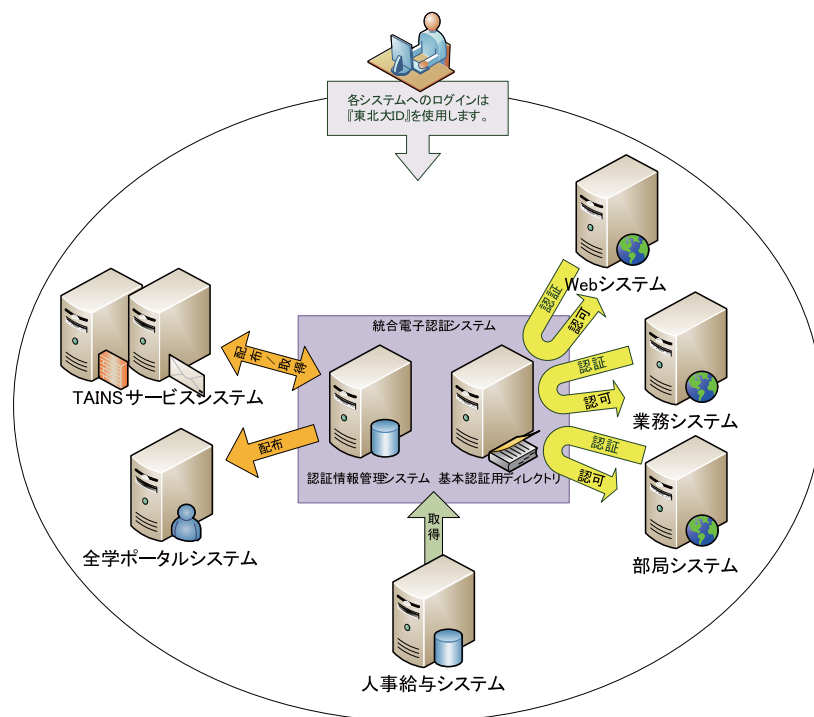 各システムへのログインは
『東北大ID』を使用します。
Webシステム
認証
認可
統合電子認証システム
配布/取得
TAINSサービスシステム
認証
認可
業務システム
配布
認証情報管理システム
基本認証用ディレクトリ
認証
認可
全学ポータルシステム
部局システム
取得
人事給与システム